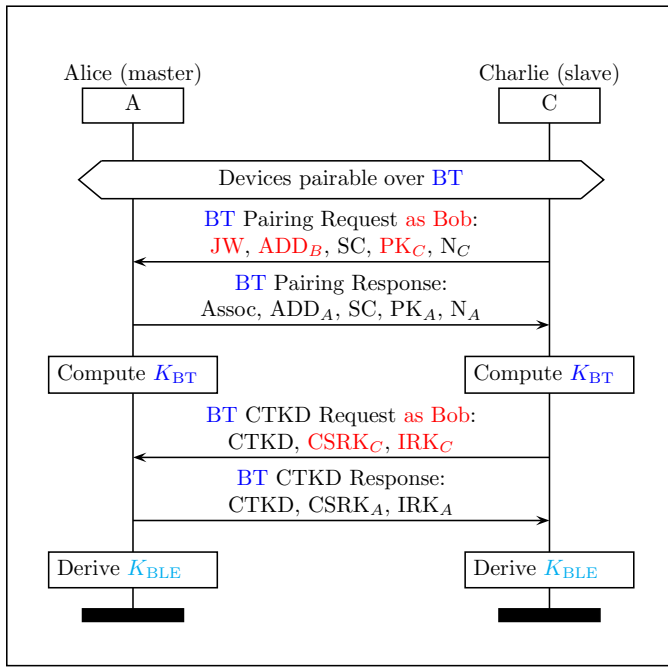 Alice (master)
Charlie (slave)
A
C
Devices pairable over BT
BT Pairing Request as Bob:
JW, ADD_B, SC, PK_C, N_C
BT Pairing Response:
Assoc, ADD_A, SC, PK_A, N_A
Compute K_BT
Compute K_BT
BT CTKD Request as Bob:
CTKD, CSRK_C, IRK_C
BT CTKD Response:
CTKD, CSRK_A, IRK_A
Derive K_BLE
Derive K_BLE